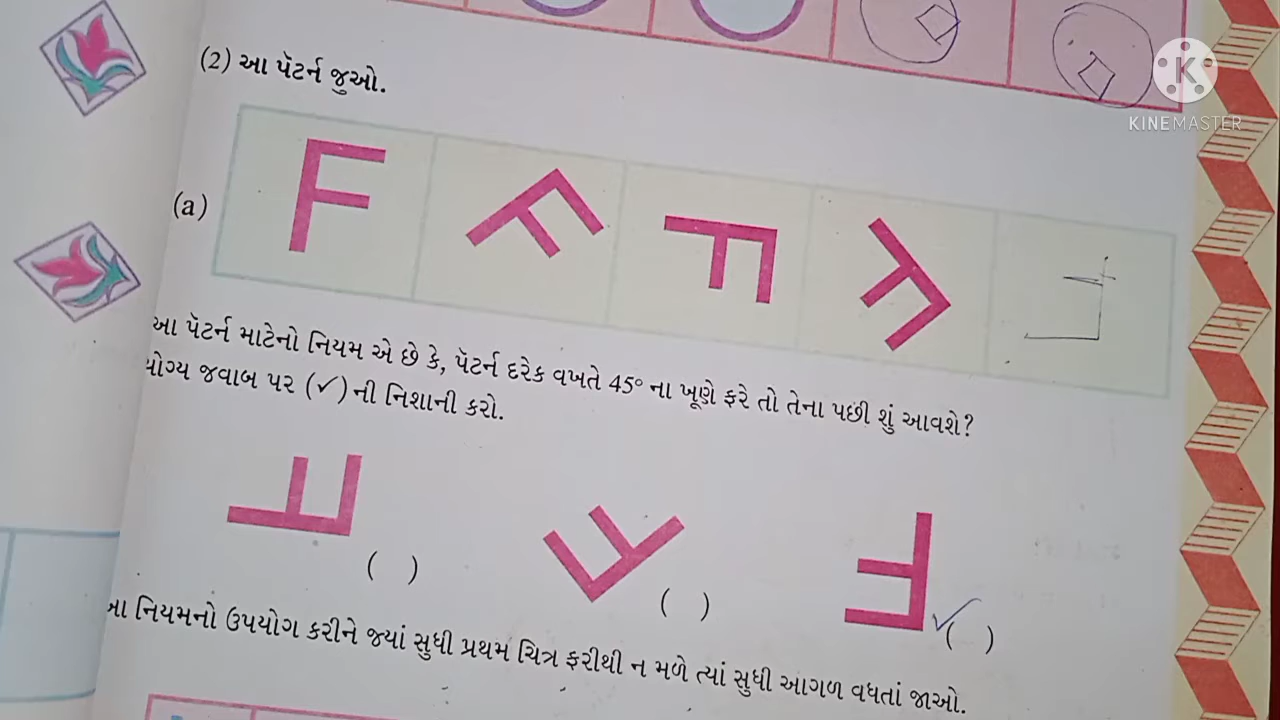 (2) આ પૅટર્ન જુઓ.
K
KINEMASTER
(a)
આ પૅટર્ન માટેનો નિયમ એ છે કે, પૅટર્ન દરેક વખતે 45° ના ખૂણે ફરે તો તેના પછી શું આવશે?
યોગ્ય જવાબ પર (✓) ની નિશાની કરો.
( ) ( ) ✓( )
આ નિયમનો ઉપયોગ કરીને જ્યાં સુધી પ્રથમ ચિત્ર ફરીથી ન મળે ત્યાં સુધી આગળ વધતાં જાઓ.